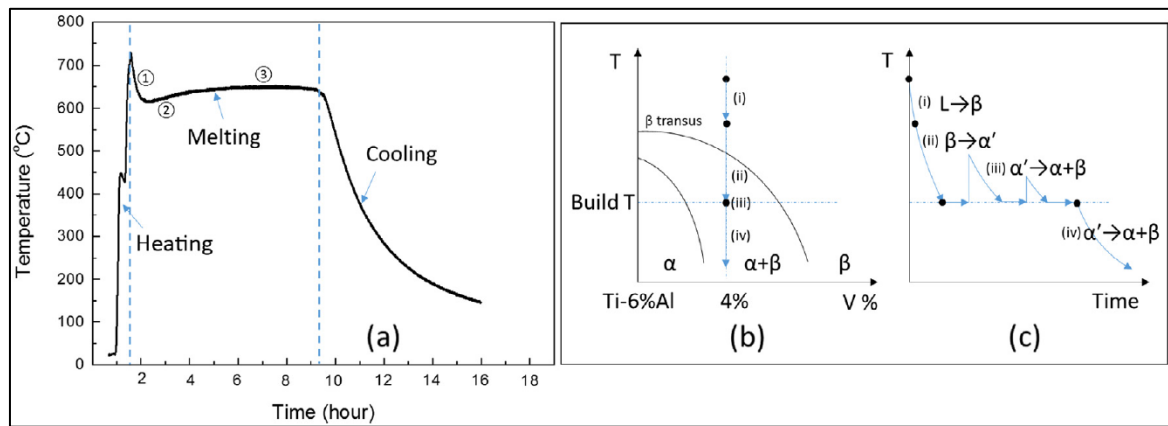 800
700
600
500
400
300
200
100
0
Temperature (°C)
①
②
③
Melting
Heating
Cooling
(a)
2 4 6 8 10 12 14 16 18
Time (hour)
T
(i)
β transus
(ii)
Build T
(iii)
(iv)
α α+β β
Ti-6%Al 4% V %
(b)
T
(i) L→β
(ii) β→α′
(iii) α′→α+β
(iv) α′→α+β
Time
(c)